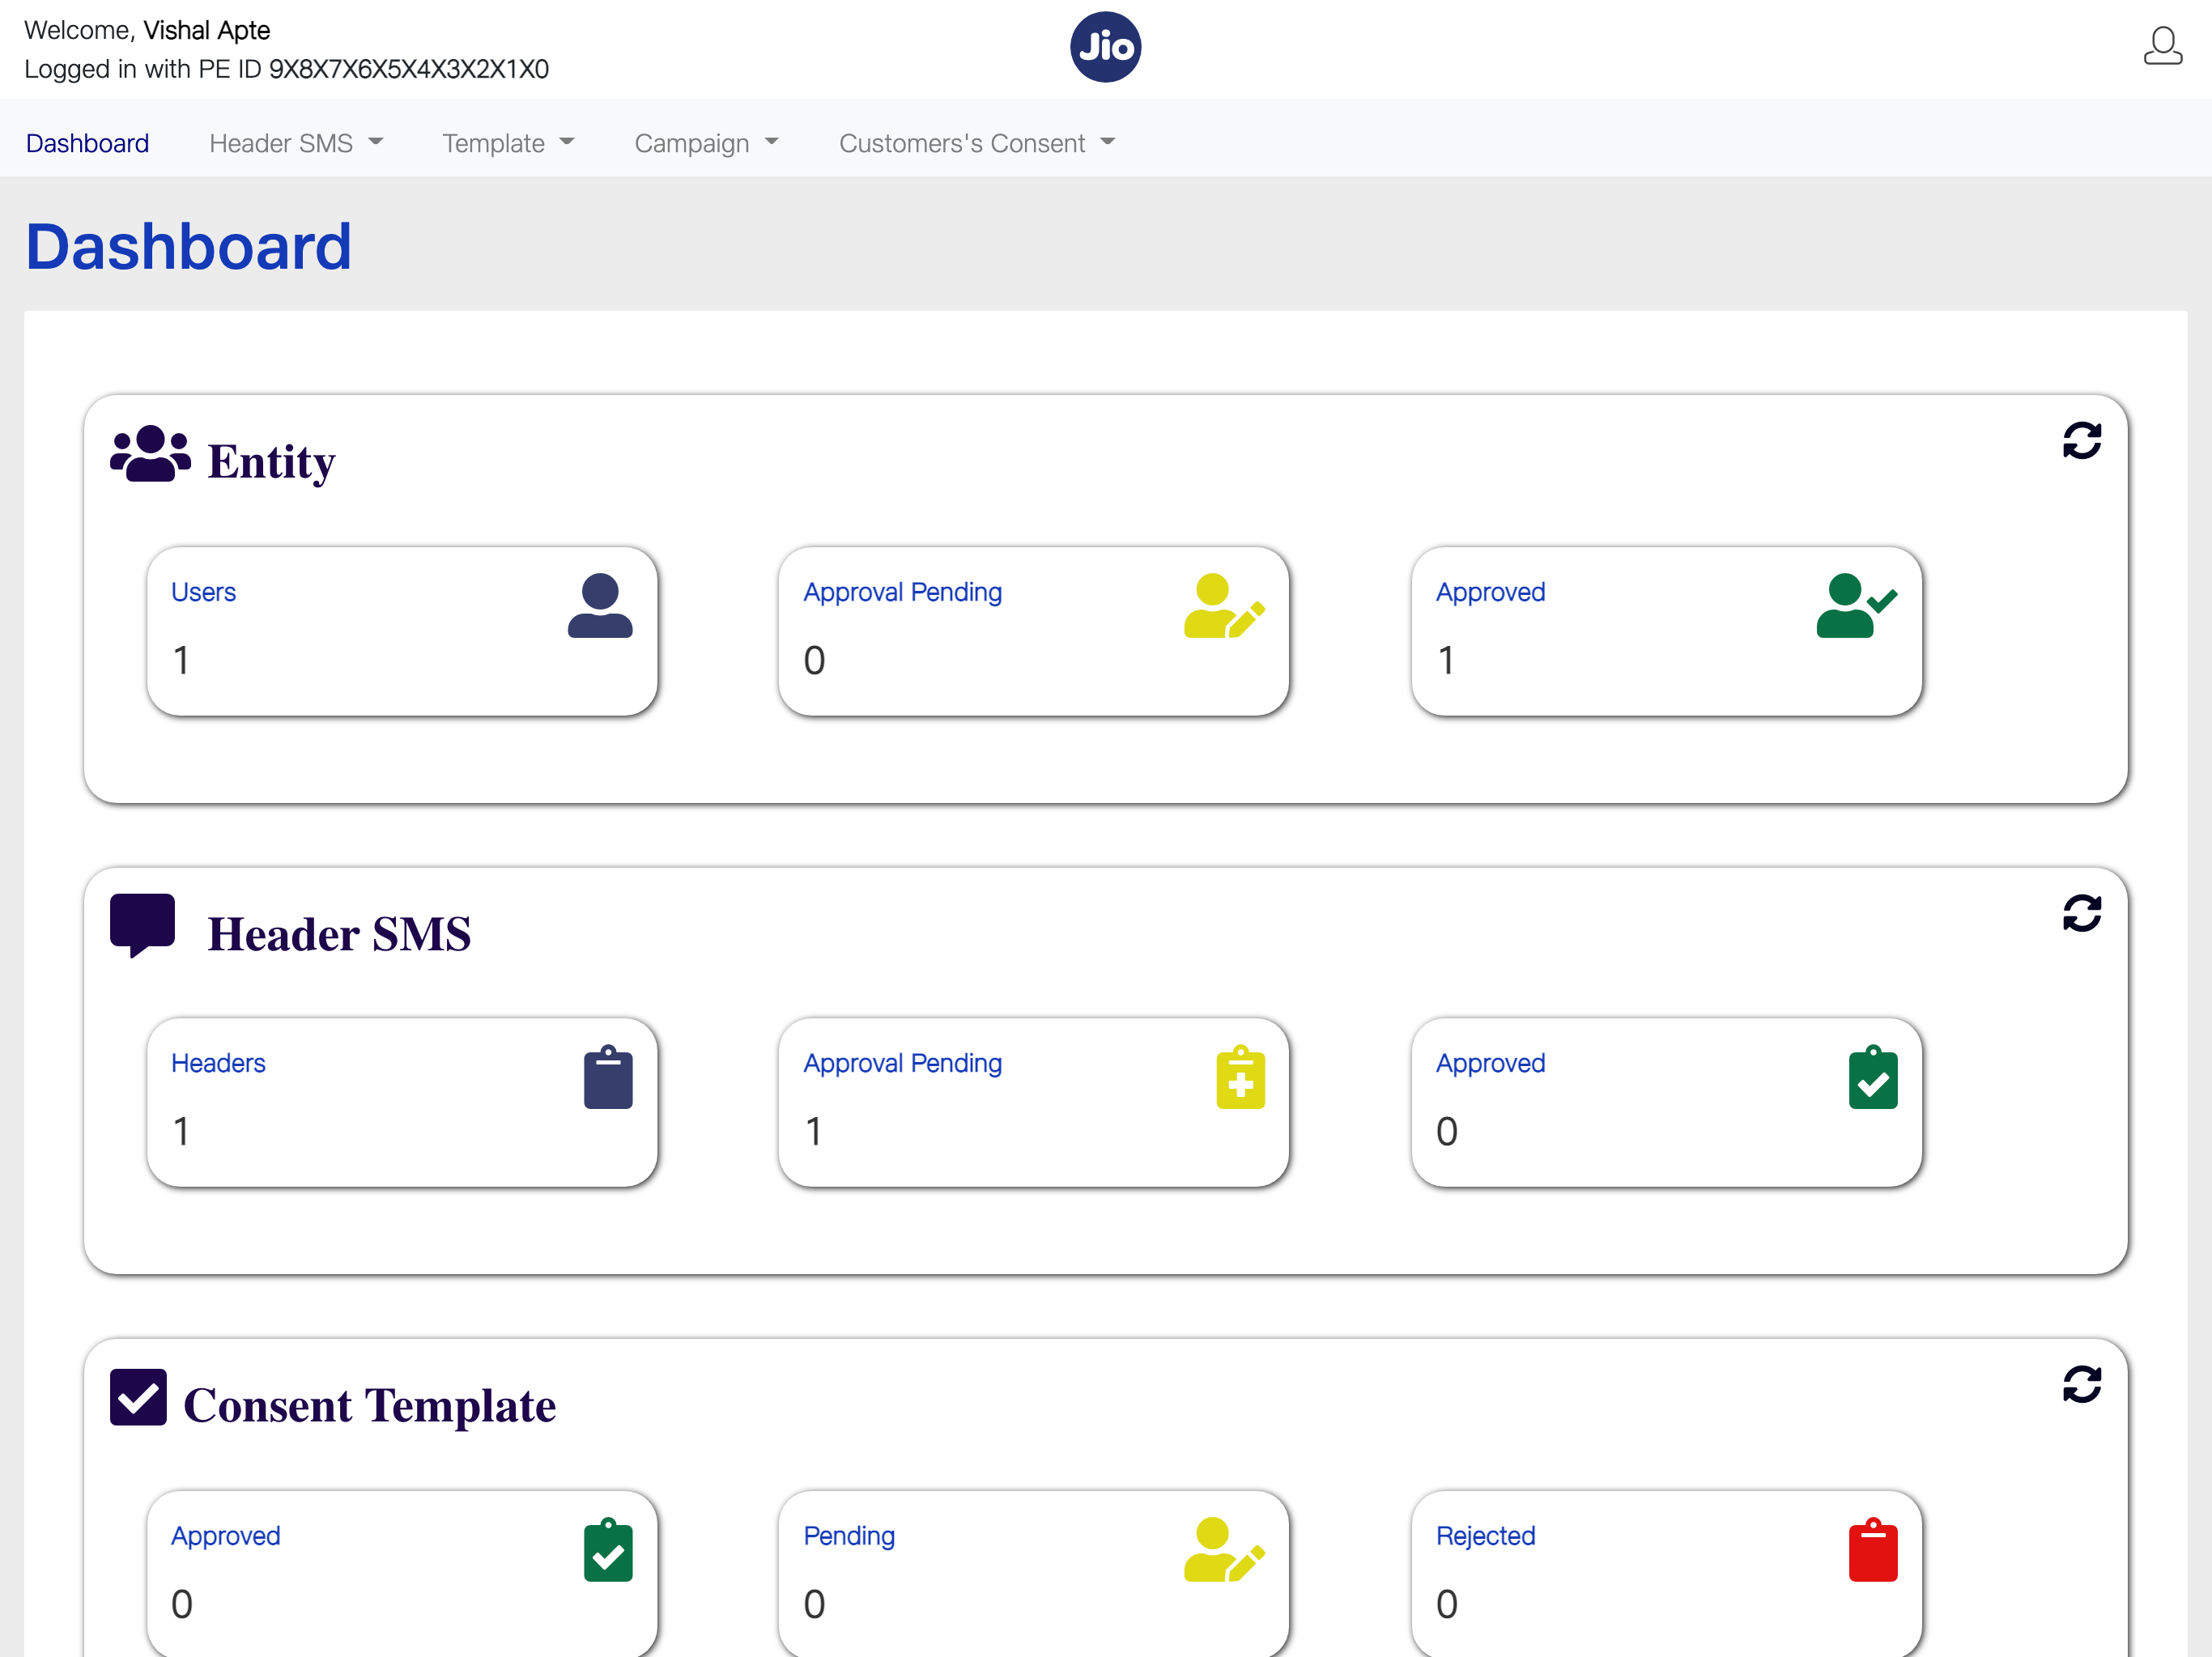 Welcome, Vishal Apte
Logged in with PE ID 9X8X7X6X5X4X3X2X1X0
Jio
Dashboard Header SMS Template Campaign Customers's Consent
Dashboard
Entity
Users Approval Pending Approved
1 0 1
Header SMS
Headers Approval Pending Approved
1 1 0
Consent Template
Approved Pending Rejected
0 0 0